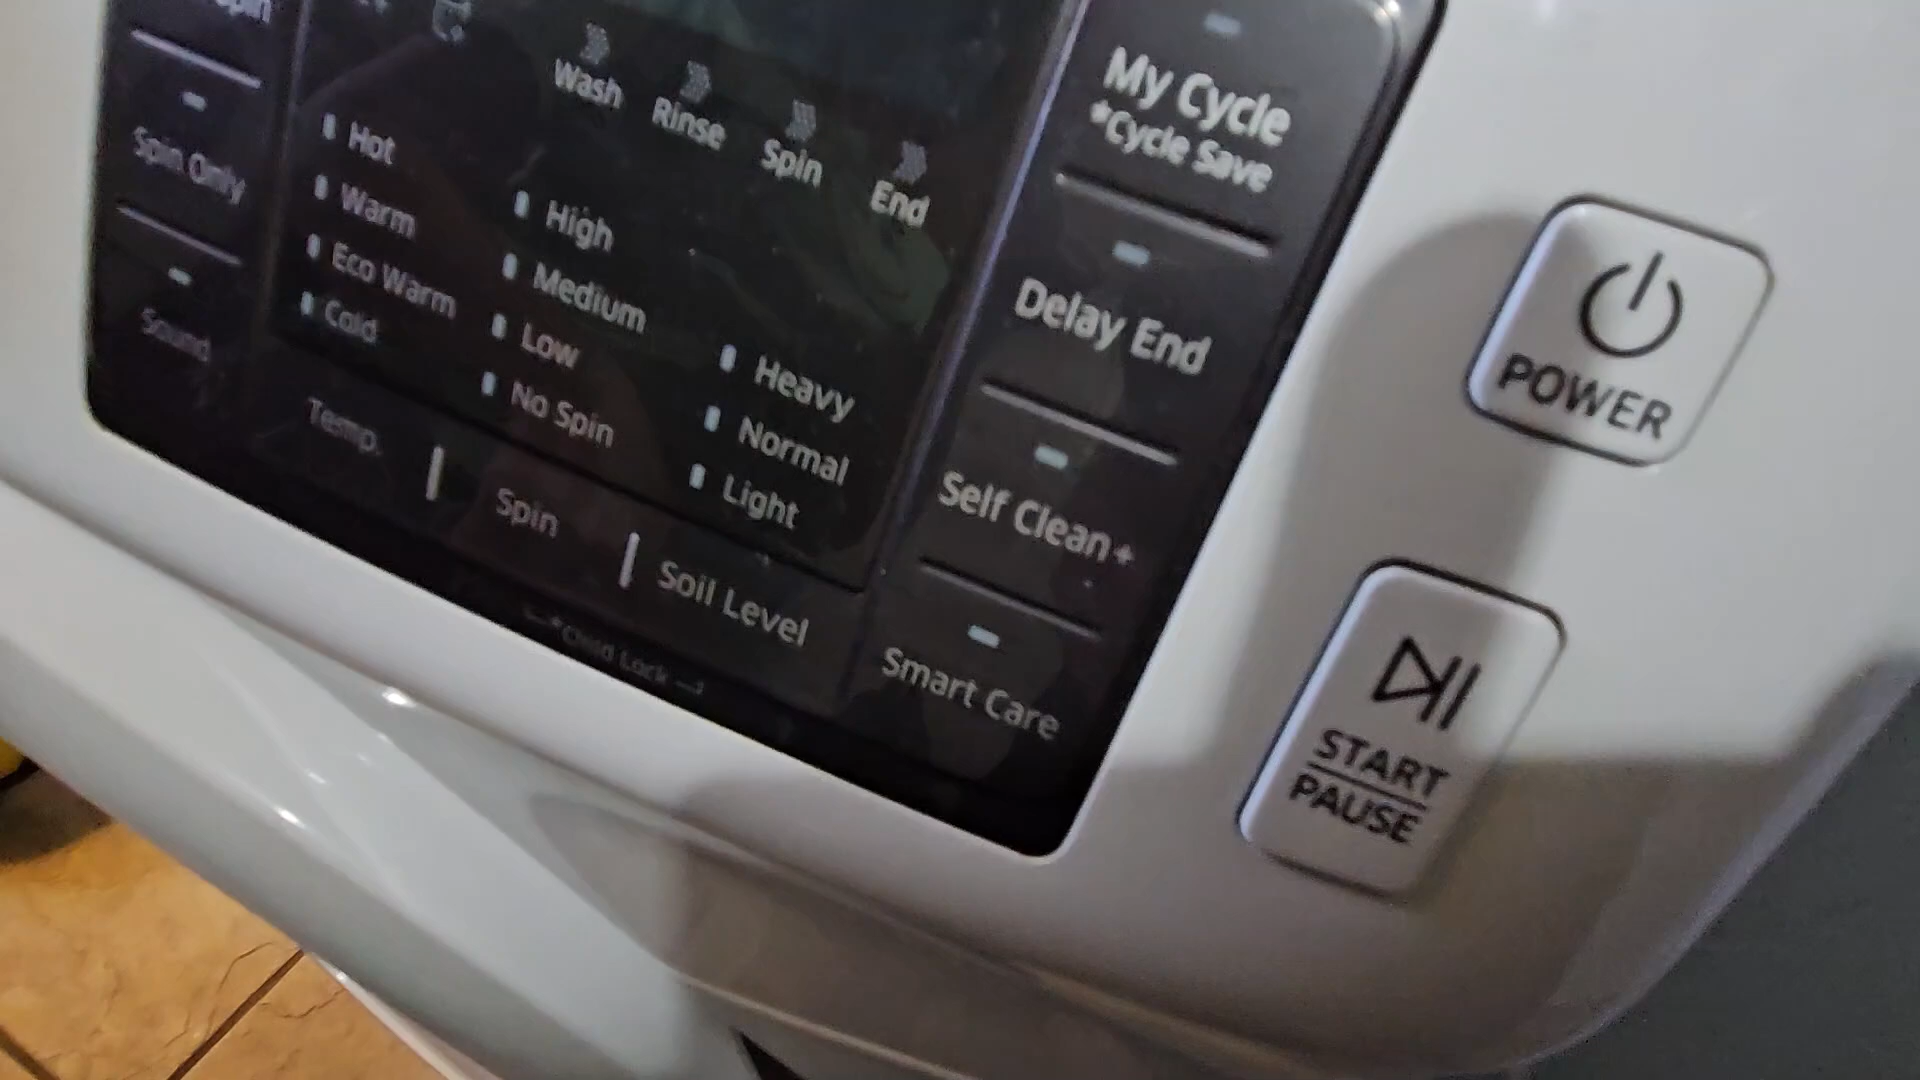 Spin
Wash
Rinse
Spin
End
My Cycle
*Cycle Save
Spin Only
Sound
Hot
Warm
Eco Warm
Cold
High
Medium
Low
No Spin
Heavy
Normal
Light
Delay End
Self Clean+
Smart Care
Temp.
Spin
Soil Level
*Child Lock
POWER
START
PAUSE